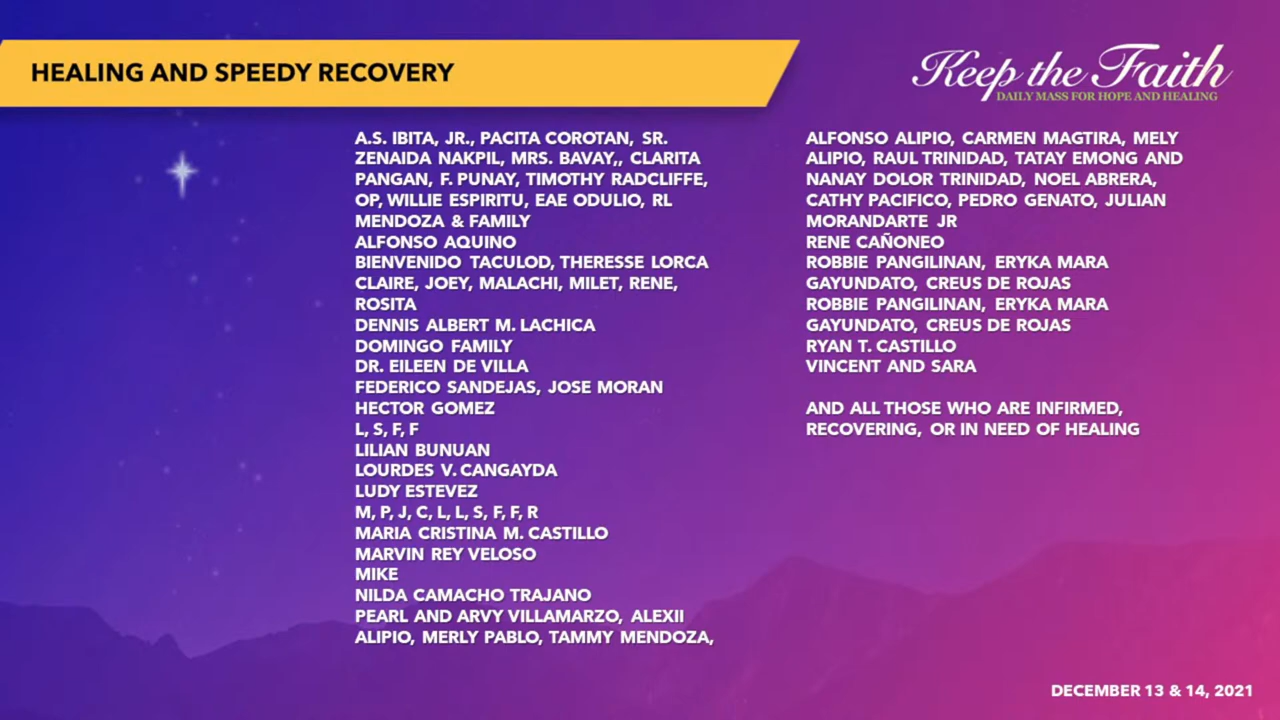 HEALING AND SPEEDY RECOVERY
Keep the Faith
DAILY MASS FOR HOPE AND HEALING
A.S. IBITA, JR., PACITA COROTAN, SR.
ZENAIDA NAKPIL, MRS. BAVAY,, CLARITA
PANGAN, F. PUNAY, TIMOTHY RADCLIFFE,
OP, WILLIE ESPIRITU, EAE ODULIO, RL
MENDOZA & FAMILY
ALFONSO AQUINO
BIENVENIDO TACULOD, THERESSE LORCA
CLAIRE, JOEY, MALACHI, MILET, RENE,
ROSITA
DENNIS ALBERT M. LACHICA
DOMINGO FAMILY
DR. EILEEN DE VILLA
FEDERICO SANDEJAS, JOSE MORAN
HECTOR GOMEZ
L, S, F, F
LILIAN BUNUAN
LOURDES V. CANGAYDA
LUDY ESTEVEZ
M, P, J, C, L, L, S, F, F, R
MARIA CRISTINA M. CASTILLO
MARVIN REY VELOSO
MIKE
NILDA CAMACHO TRAJANO
PEARL AND ARVY VILLAMARZO, ALEXII
ALIPIO, MERLY PABLO, TAMMY MENDOZA,
ALFONSO ALIPIO, CARMEN MAGTIRA, MELY
ALIPIO, RAUL TRINIDAD, TATAY EMONG AND
NANAY DOLOR TRINIDAD, NOEL ABRERA,
CATHY PACIFICO, PEDRO GENATO, JULIAN
MORANDARTE JR
RENE CAÑONEO
ROBBIE PANGILINAN, ERYKA MARA
GAYUNDATO, CREUS DE ROJAS
ROBBIE PANGILINAN, ERYKA MARA
GAYUNDATO, CREUS DE ROJAS
RYAN T. CASTILLO
VINCENT AND SARA
AND ALL THOSE WHO ARE INFIRMED,
RECOVERING, OR IN NEED OF HEALING
DECEMBER 13 & 14, 2021